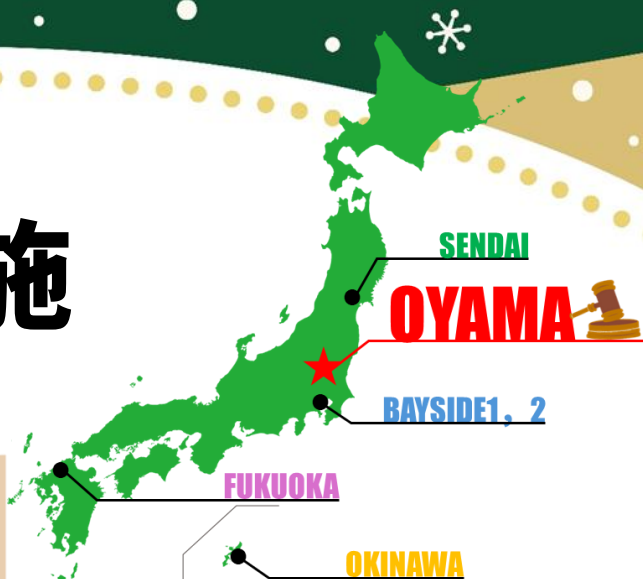 施
SENDAI
OYAMA
BAYSIDE1，2
FUKUOKA
OKINAWA